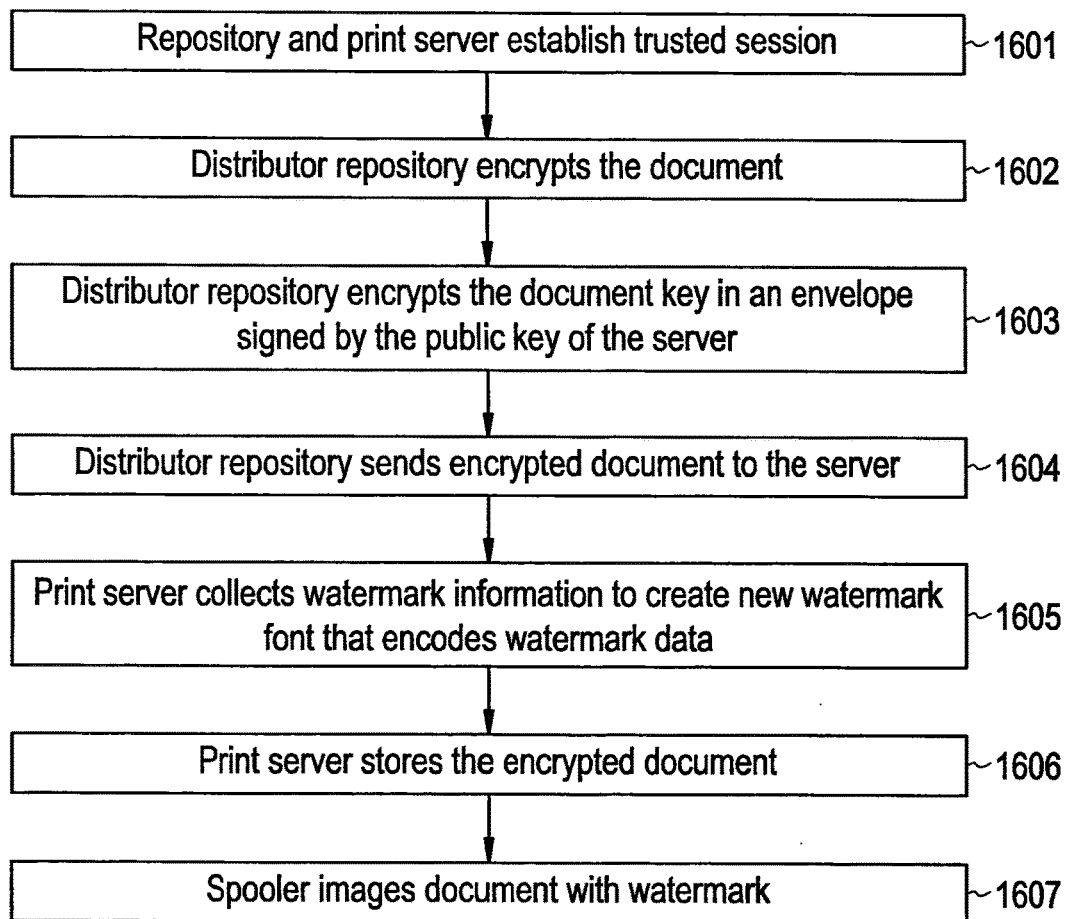 Repository and print server establish trusted session ~1601
Distributor repository encrypts the document ~1602
Distributor repository encrypts the document key in an envelope
signed by the public key of the server ~1603
Distributor repository sends encrypted document to the server ~1604
Print server collects watermark information to create new watermark
font that encodes watermark data ~1605
Print server stores the encrypted document ~1606
Spooler images document with watermark ~1607